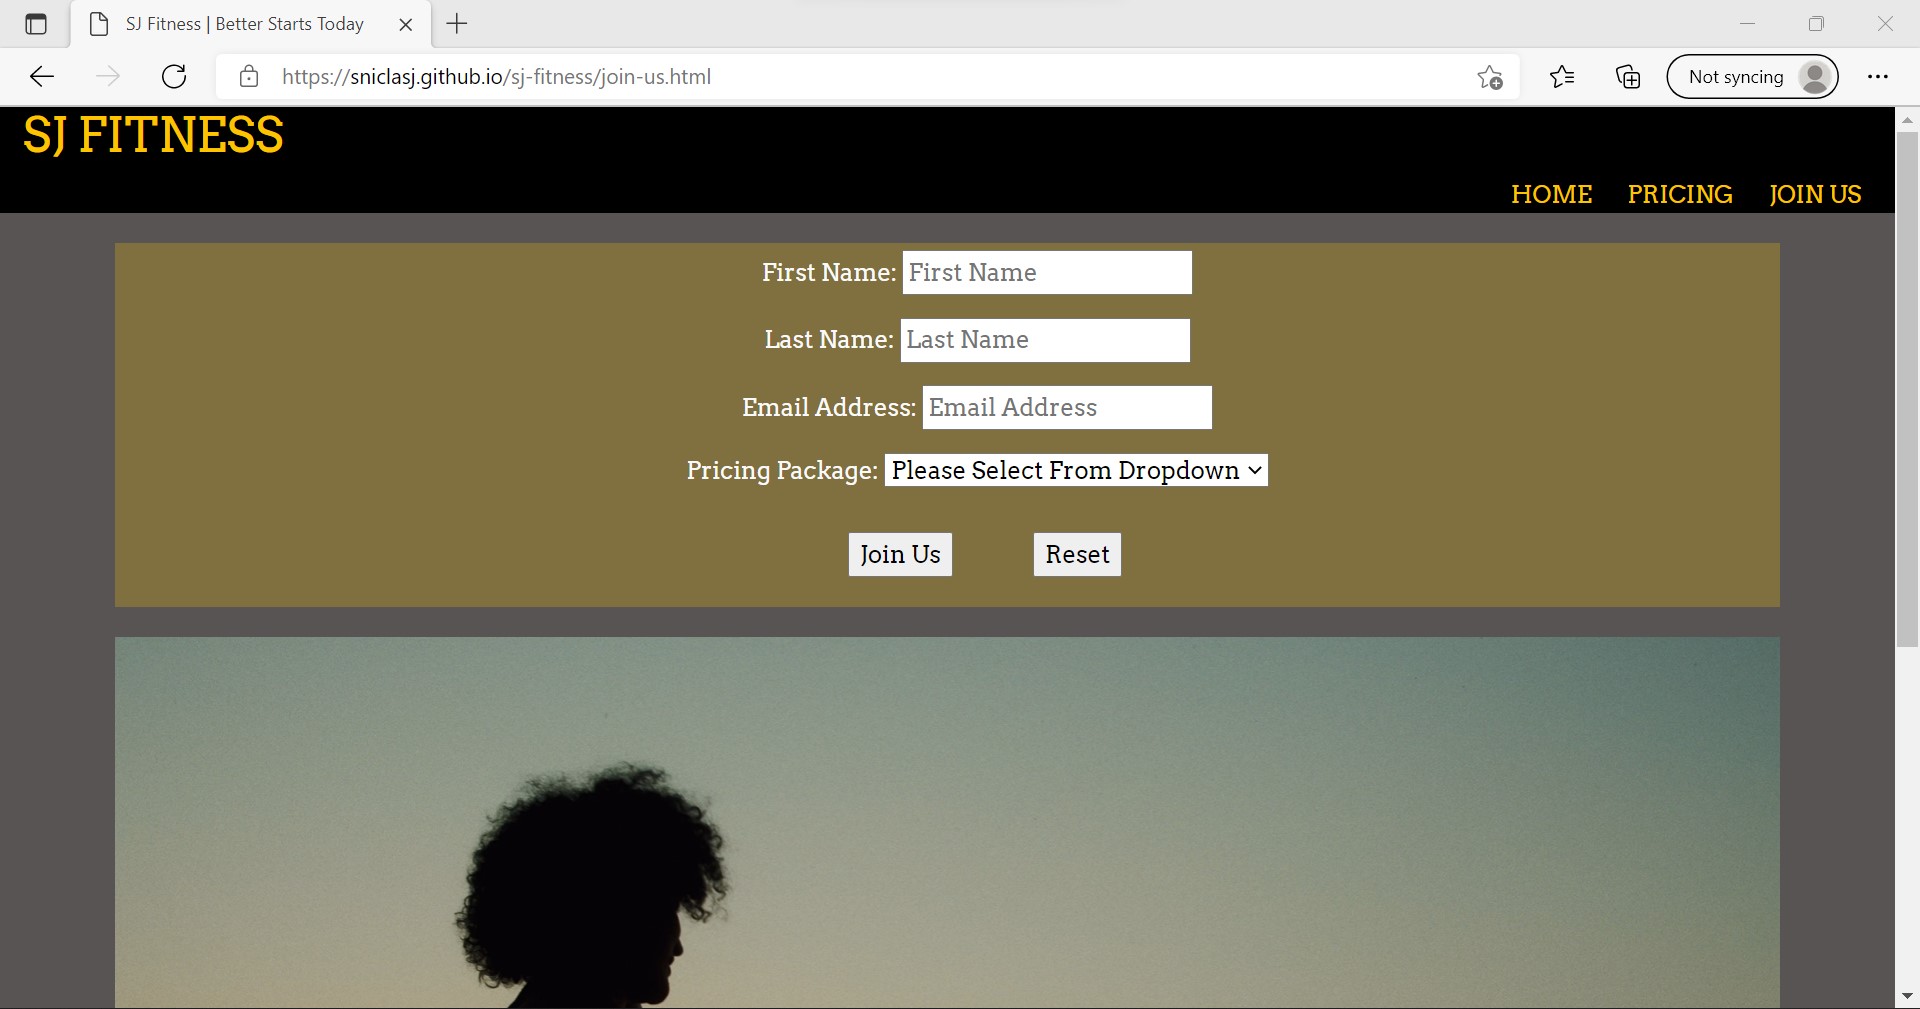 SJ Fitness | Better Starts Today
https://sniclasj.github.io/sj-fitness/join-us.html
Not syncing
SJ FITNESS
HOME PRICING JOIN US
First Name: First Name
Last Name: Last Name
Email Address: Email Address
Pricing Package: Please Select From Dropdown
Join Us Reset